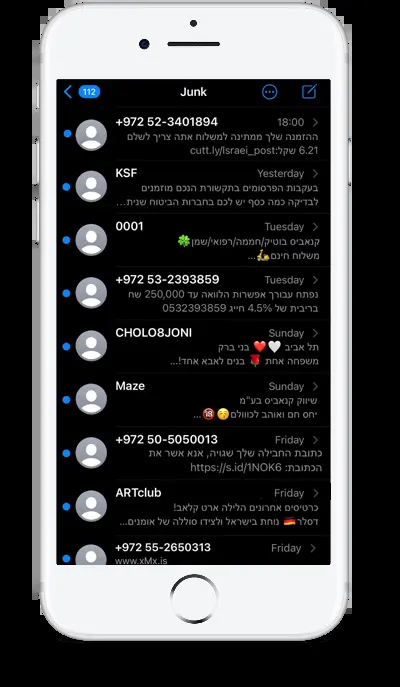 112
Junk
+972 52-3401894
18:00
ההזמנה שלך ממתינה למשלוח אתה צריך לשלם
6.21 שקל:cutt.ly/Israei_post
KSF
Yesterday
בעקבות הפרסומים בתקשורת הנכם מוזמנים
לבדיקה כמה כסף יש לכם בחברות הביטוח שנית...
0001
Tuesday
🍀קנאביס בוטיק/חממה/רפואי/שמן
משלוח חינם🛵...
+972 53-2393859
Tuesday
נפתח עבורך אפשרות הלוואה עד 250,000 שח
בריבית של 4.5% חייג 0532393859
CHOLO8JONI
Sunday
תל אביב 🤍 ❤️ בני ברק
משפחה אחת 🌹 בנים לאבא אחד!...
Maze
Sunday
שיווק קנאביס בע"מ
יחס חם ואוהב לכווולם😚🔞...
+972 50-5050013
Friday
כתובת החבילה שלך שגויה, אנא אשר את
הכתובת: https://s.id/1NOK6
ARTclub
Friday
כרטיסים אחרונים הלילה ארט קלאב!
דסלר🇩🇪 נוחת בישראל ולצידו סוללה של אומנים...
+972 55-2650313
Friday
www.xMx.is